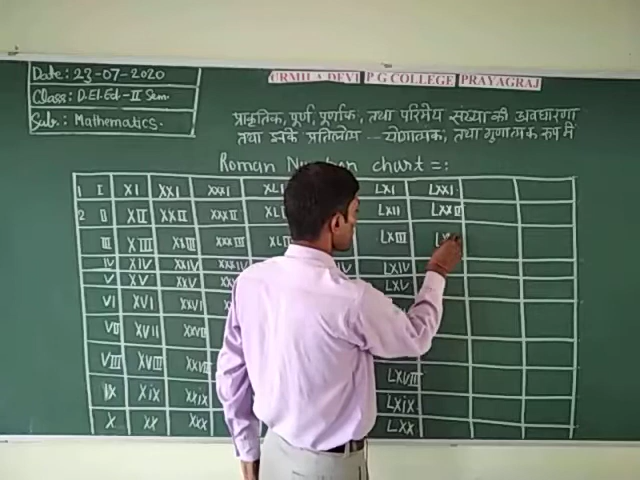 Date: 23-07-2020
Class: D.El.Ed-II Sem.
Sub.: Mathematics.
URMILA DEVI P G COLLEGE PRAYAGRAJ
प्राकृतिक, पूर्ण, पूर्णांक, तथा परिमेय संख्या की अवधारणा
तथा इनके प्रतिलोम - योगात्मक, तथा गुणात्मक रूप में
Roman Number chart =:
1 I XI XXI XXXI XLI LXI LXXI
2 II XII XXII XXXII LXII LXXII
III XIII XXIII XXXIII XLIII LXIII
IV XIV XXIV XXXIV LXIV
V XV XXV LXV
VI XVI XXVI
VII XVII XXVII
VIII XVIII LXVIII
IX XIX XXIX LXIX
X XX XXX LXX